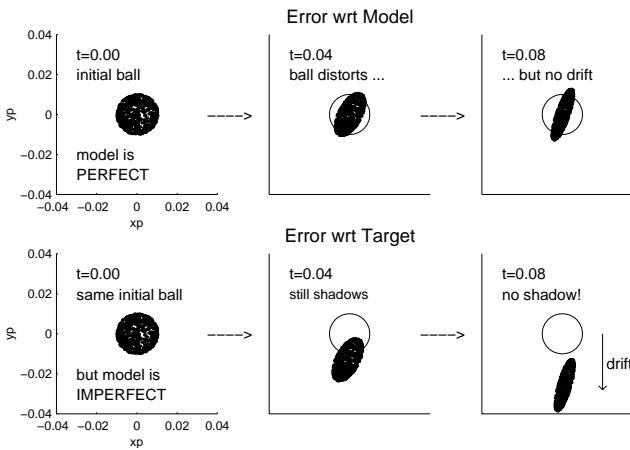 Error wrt Model
0.04
0.02
0
−0.02
−0.04
yp
t=0.00
initial ball
model is
PERFECT
−0.04 −0.02 0 0.02 0.04
xp
---->
t=0.04
ball distorts ...
---->
t=0.08
... but no drift
Error wrt Target
0.04
0.02
0
−0.02
−0.04
yp
t=0.00
same initial ball
but model is
IMPERFECT
−0.04 −0.02 0 0.02 0.04
xp
---->
t=0.04
still shadows
---->
t=0.08
no shadow!
drift